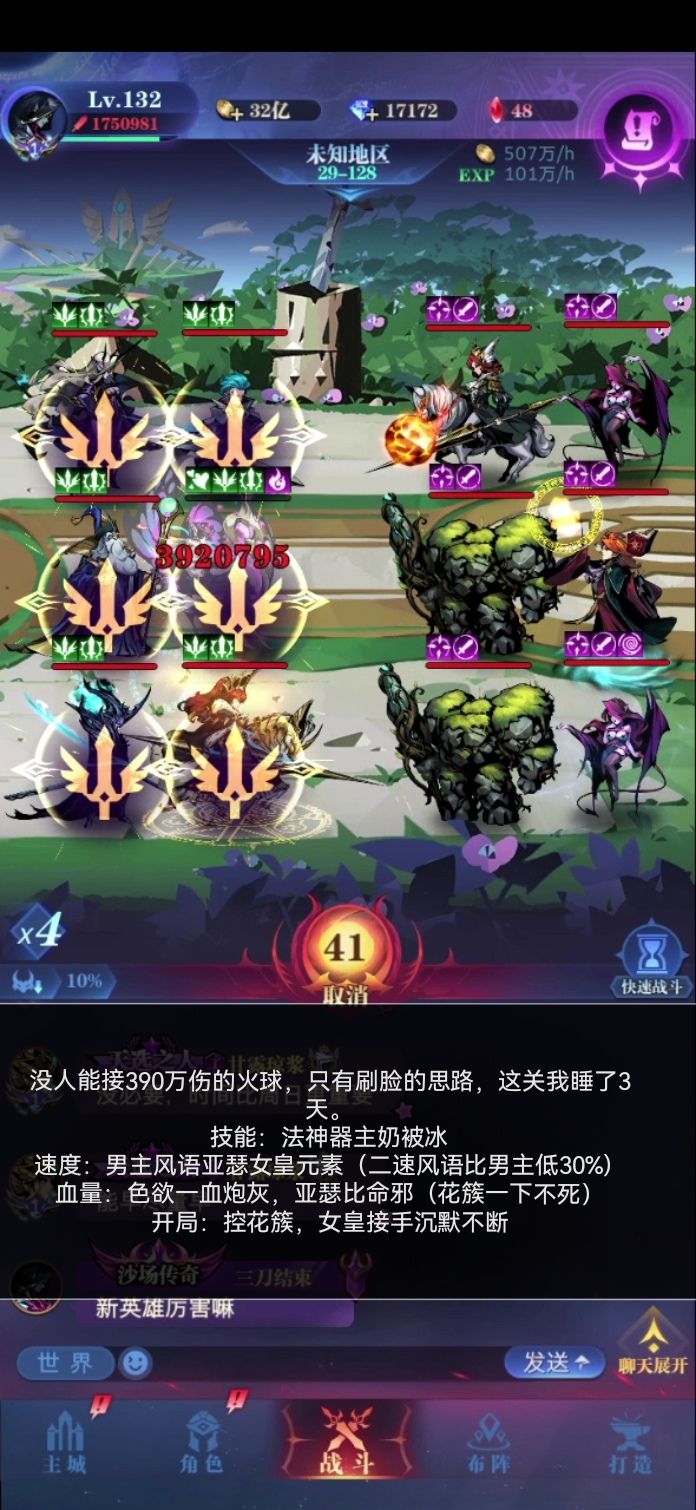 Lv.132
1750981
32亿
17172
48
未知地区
29-128
507万/h
EXP 101万/h
3920795
x4
41
取消
10%
快速战斗
没人能接390万伤的火球，只有刷脸的思路，这关我睡了3
天。
技能：法神器主奶被冰
速度：男主风语亚瑟女皇元素（二速风语比男主低30%）
血量：色欲一血炮灰，亚瑟比命邪（花簇一下不死）
开局：控花簇，女皇接手沉默不断
沙场传奇 三刀结束
新英雄厉害嘛
世界
发送
聊天展开
主城
角色
战斗
布阵
打造